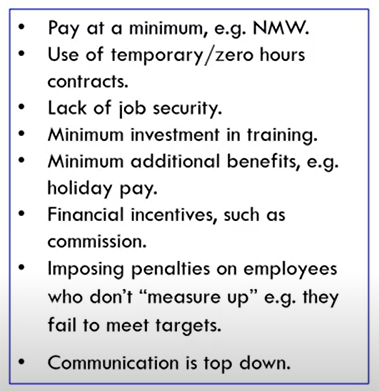 • Pay at a minimum, e.g. NMW.
• Use of temporary/zero hours
contracts.
• Lack of job security.
• Minimum investment in training.
• Minimum additional benefits, e.g.
holiday pay.
• Financial incentives, such as
commission.
• Imposing penalties on employees
who don’t “measure up” e.g. they
fail to meet targets.
• Communication is top down.